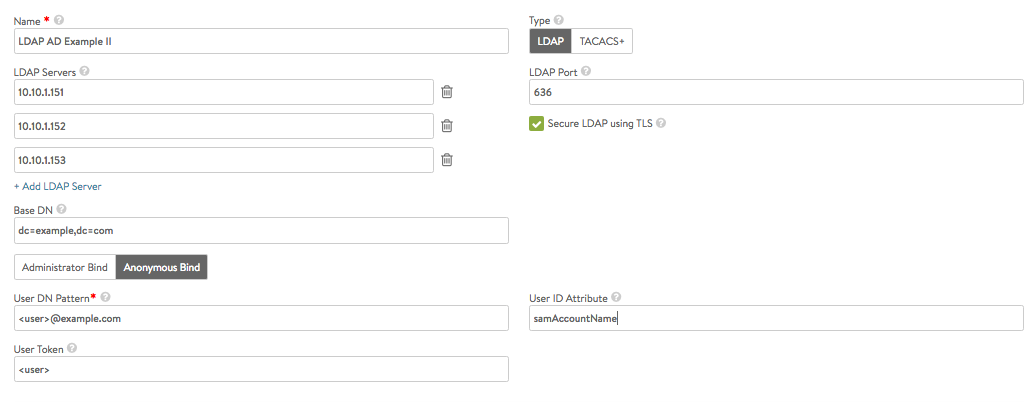 Name * ?
LDAP AD Example II
Type ?
LDAP TACACS+
LDAP Servers ?
10.10.1.151
10.10.1.152
10.10.1.153
+ Add LDAP Server
LDAP Port ?
636
Secure LDAP using TLS ?
Base DN ?
dc=example,dc=com
Administrator Bind Anonymous Bind
User DN Pattern* ?
<user>@example.com
User ID Attribute ?
samAccountName
User Token ?
<user>